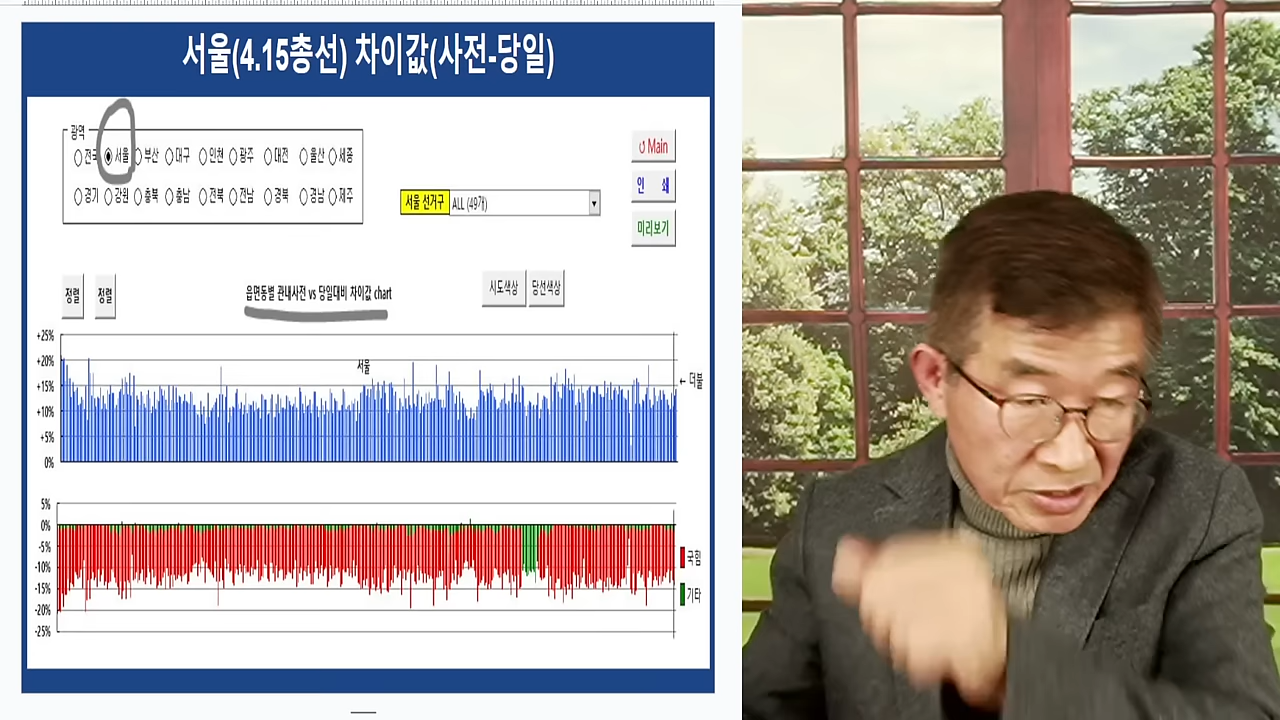 서울(4.15총선) 차이값(사전-당일)
광역
전국 서울 부산 대구 인천 광주 대전 울산 세종
경기 강원 충북 충남 전북 전남 경북 경남 제주
서울 선거구 ALL (49개)
↺ Main
인 쇄
미리보기
정렬 정렬
읍면동별 관내사전 vs 당일대비 차이값 chart
시도색상 당선색상
+25%
+20%
+15%
+10%
+5%
0%
서울
← 더불
5%
0%
-5%
-10%
-15%
-20%
-25%
국힘
기타